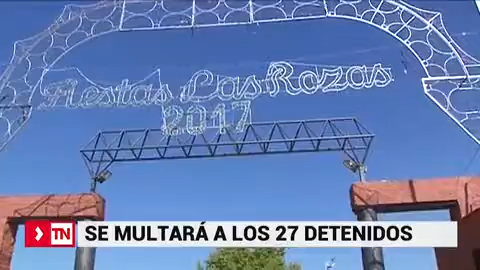 Fiestas Las Rozas
2017
TN
SE MULTARÁ A LOS 27 DETENIDOS